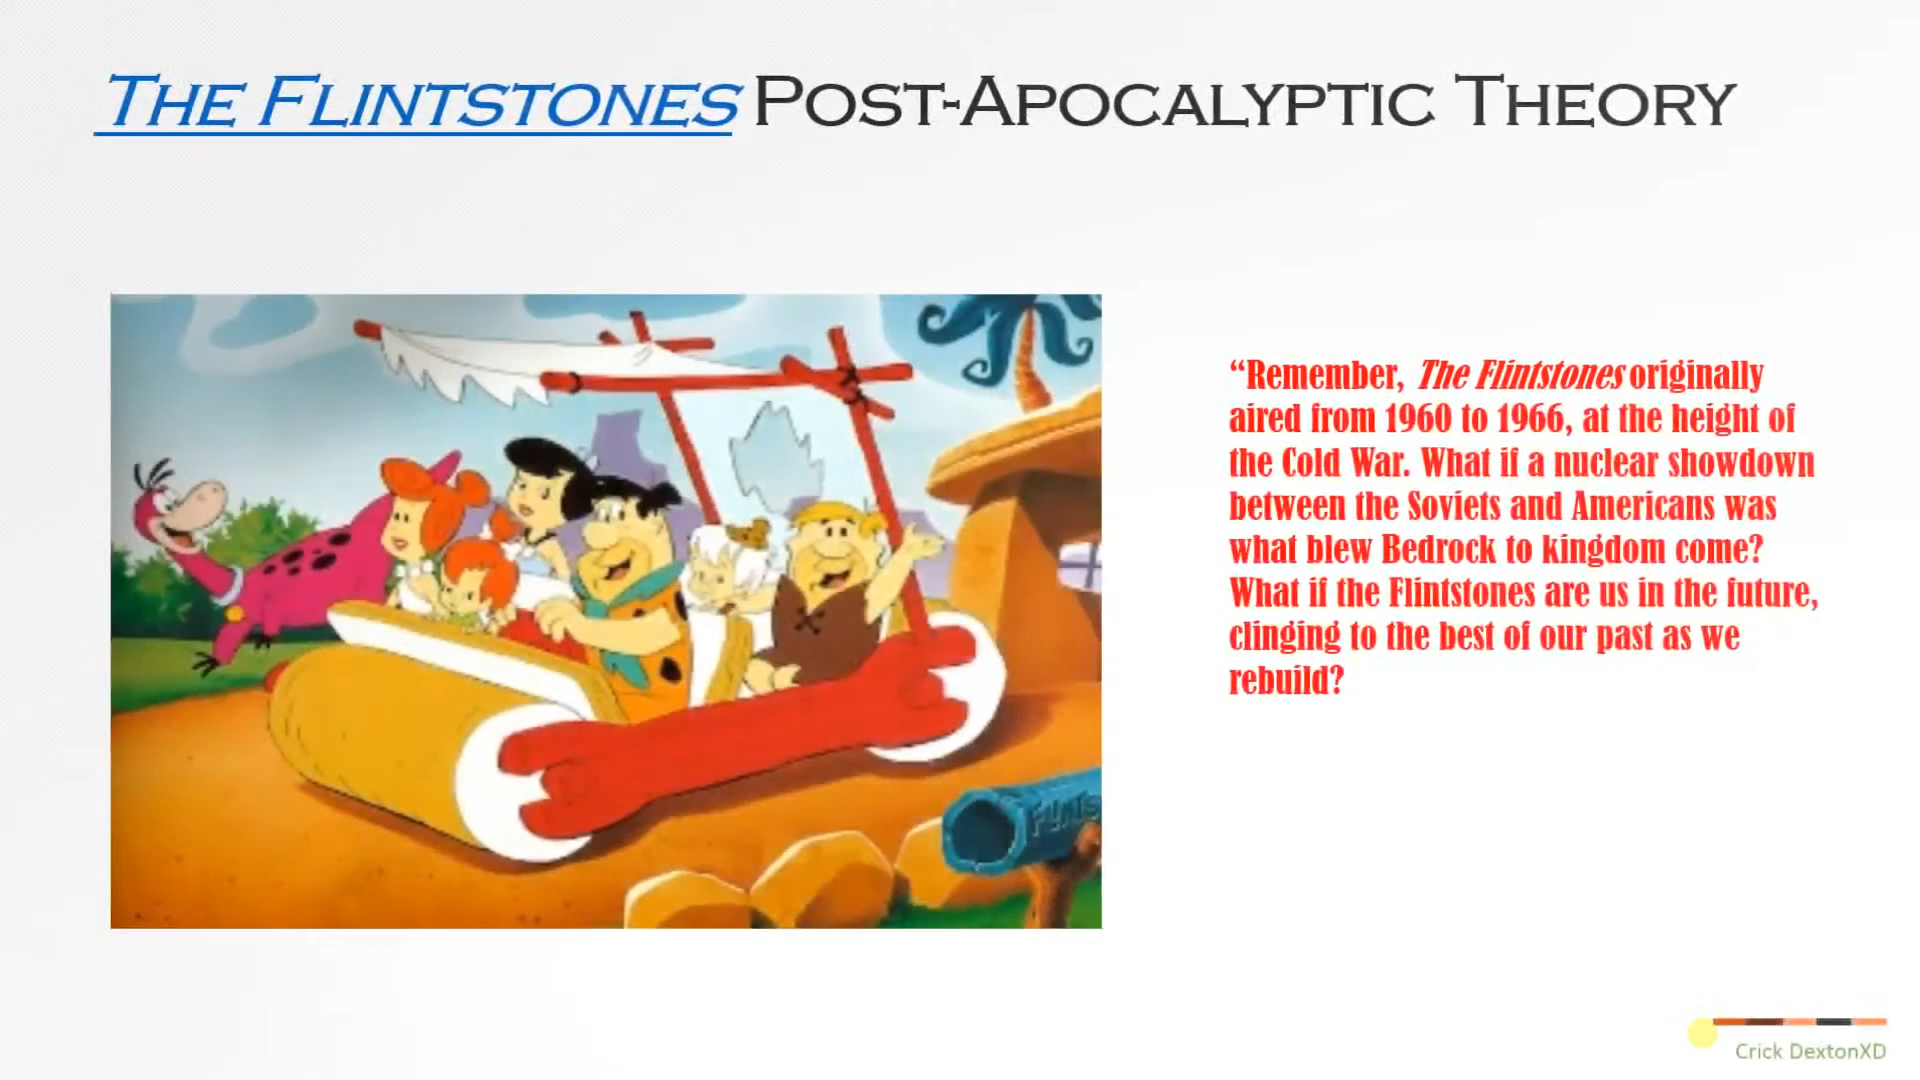 The Flintstones Post-Apocalyptic Theory
“Remember, The Flintstones originally
aired from 1960 to 1966, at the height of
the Cold War. What if a nuclear showdown
between the Soviets and Americans was
what blew Bedrock to kingdom come?
What if the Flintstones are us in the future,
clinging to the best of our past as we
rebuild?
FLINTS
Crick DextonXD